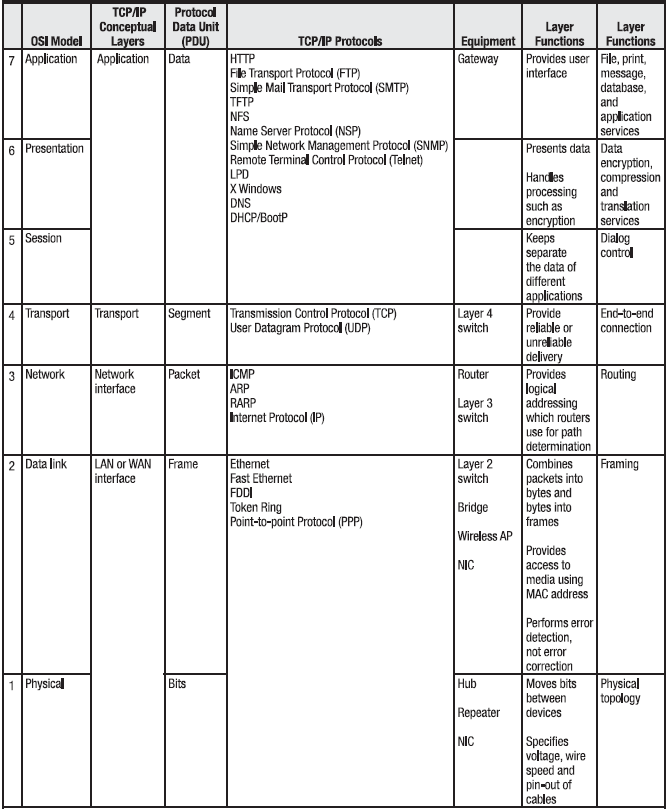 OSI Model
TCP/IP
Conceptual
Layers
Protocol
Data Unit
(PDU)
TCP/IP Protocols
Equipment
Layer
Functions
Layer
Functions
7
Application
Application
Data
HTTP
File Transport Protocol (FTP)
Simple Mail Transport Protocol (SMTP)
TFTP
NFS
Name Server Protocol (NSP)
Simple Network Management Protocol (SNMP)
Remote Terminal Control Protocol (Telnet)
LPD
X Windows
DNS
DHCP/BootP
Gateway
Provides user
interface
File, print,
message,
database,
and
application
services
6
Presentation
Presents data
Handles
processing
such as
encryption
Data
encryption,
compression
and
translation
services
5
Session
Keeps
separate
the data of
different
applications
Dialog
control
4
Transport
Transport
Segment
Transmission Control Protocol (TCP)
User Datagram Protocol (UDP)
Layer 4
switch
Provide
reliable or
unreliable
delivery
End-to-end
connection
3
Network
Network
interface
Packet
ICMP
ARP
RARP
Internet Protocol (IP)
Router
Layer 3
switch
Provides
logical
addressing
which routers
use for path
determination
Routing
2
Data link
LAN or WAN
interface
Frame
Ethernet
Fast Ethernet
FDDI
Token Ring
Point-to-point Protocol (PPP)
Layer 2
switch
Bridge
Wireless AP
NIC
Combines
packets into
bytes and
bytes into
frames
Provides
access to
media using
MAC address
Performs error
detection,
not error
correction
Framing
1
Physical
Bits
Hub
Repeater
NIC
Moves bits
between
devices
Specifies
voltage, wire
speed and
pin-out of
cables
Physical
topology